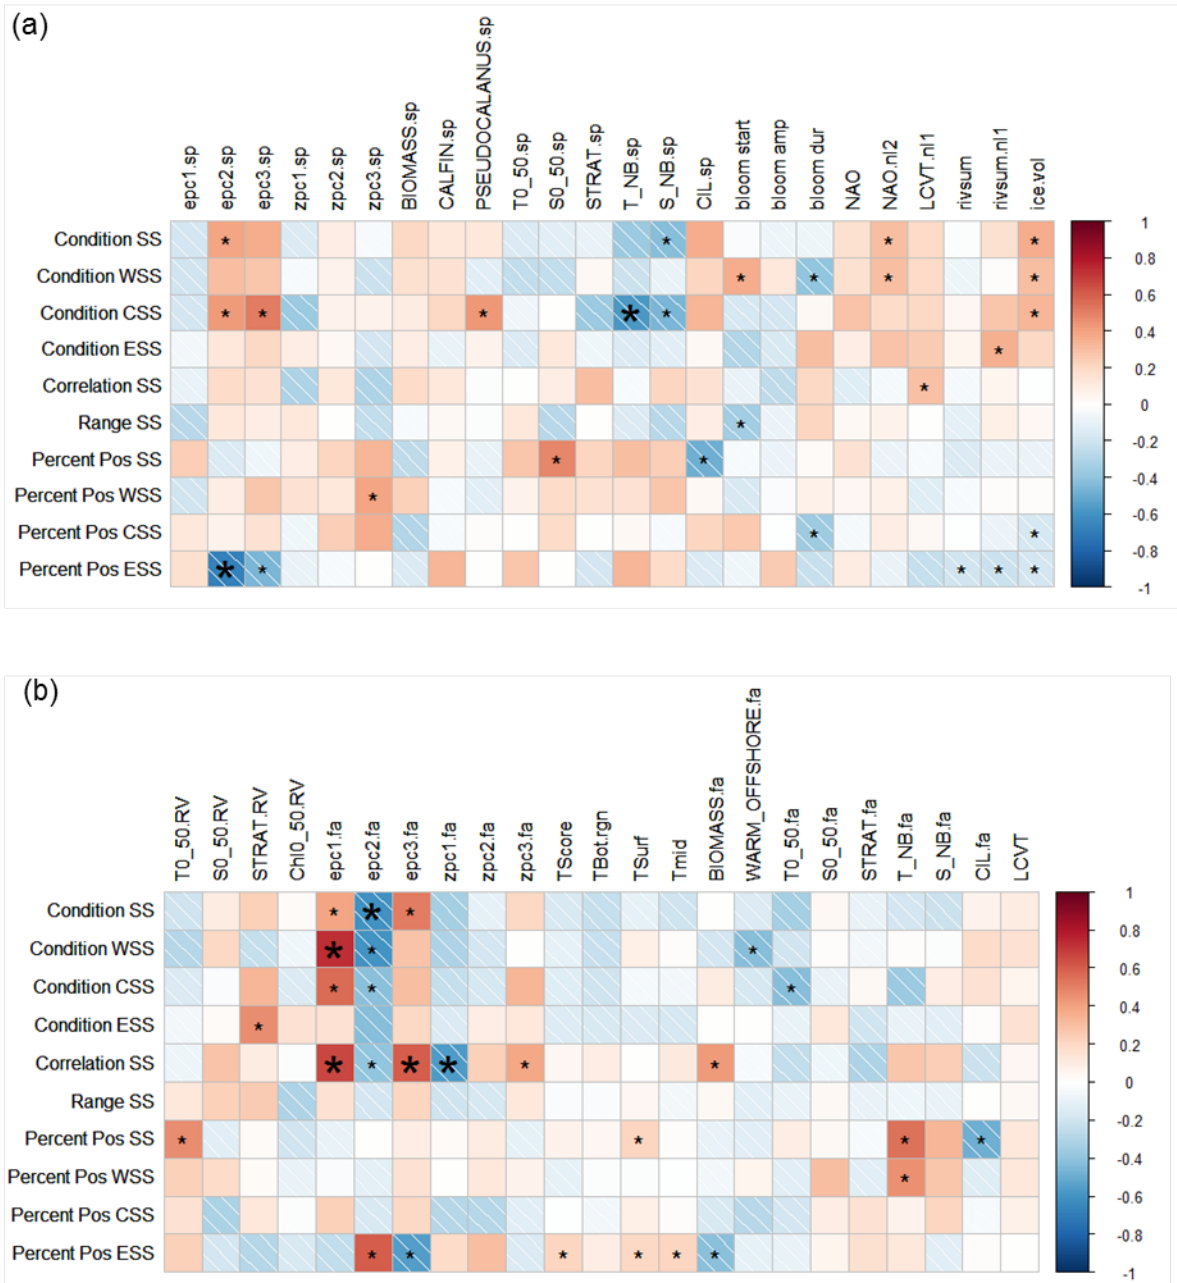 (a)
epc1.sp
epc2.sp
epc3.sp
zpc1.sp
zpc2.sp
zpc3.sp
BIOMASS.sp
CALFIN.sp
PSEUDOCALANUS.sp
T0_50.sp
S0_50.sp
STRAT.sp
T_NB.sp
S_NB.sp
CIL.sp
bloom start
bloom amp
bloom dur
NAO
NAO.nl2
LCVT.nl1
rivsum
rivsum.nl1
ice.vol
Condition SS
Condition WSS
Condition CSS
Condition ESS
Correlation SS
Range SS
Percent Pos SS
Percent Pos WSS
Percent Pos CSS
Percent Pos ESS
1
0.8
0.6
0.4
0.2
0
-0.2
-0.4
-0.6
-0.8
-1
(b)
T0_50.RV
S0_50.RV
STRAT.RV
Chl0_50.RV
epc1.fa
epc2.fa
epc3.fa
zpc1.fa
zpc2.fa
zpc3.fa
TScore
TBot.rgn
TSurf
Tmid
BIOMASS.fa
WARM_OFFSHORE.fa
T0_50.fa
S0_50.fa
STRAT.fa
T_NB.fa
S_NB.fa
CIL.fa
LCVT
Condition SS
Condition WSS
Condition CSS
Condition ESS
Correlation SS
Range SS
Percent Pos SS
Percent Pos WSS
Percent Pos CSS
Percent Pos ESS
1
0.8
0.6
0.4
0.2
0
-0.2
-0.4
-0.6
-0.8
-1